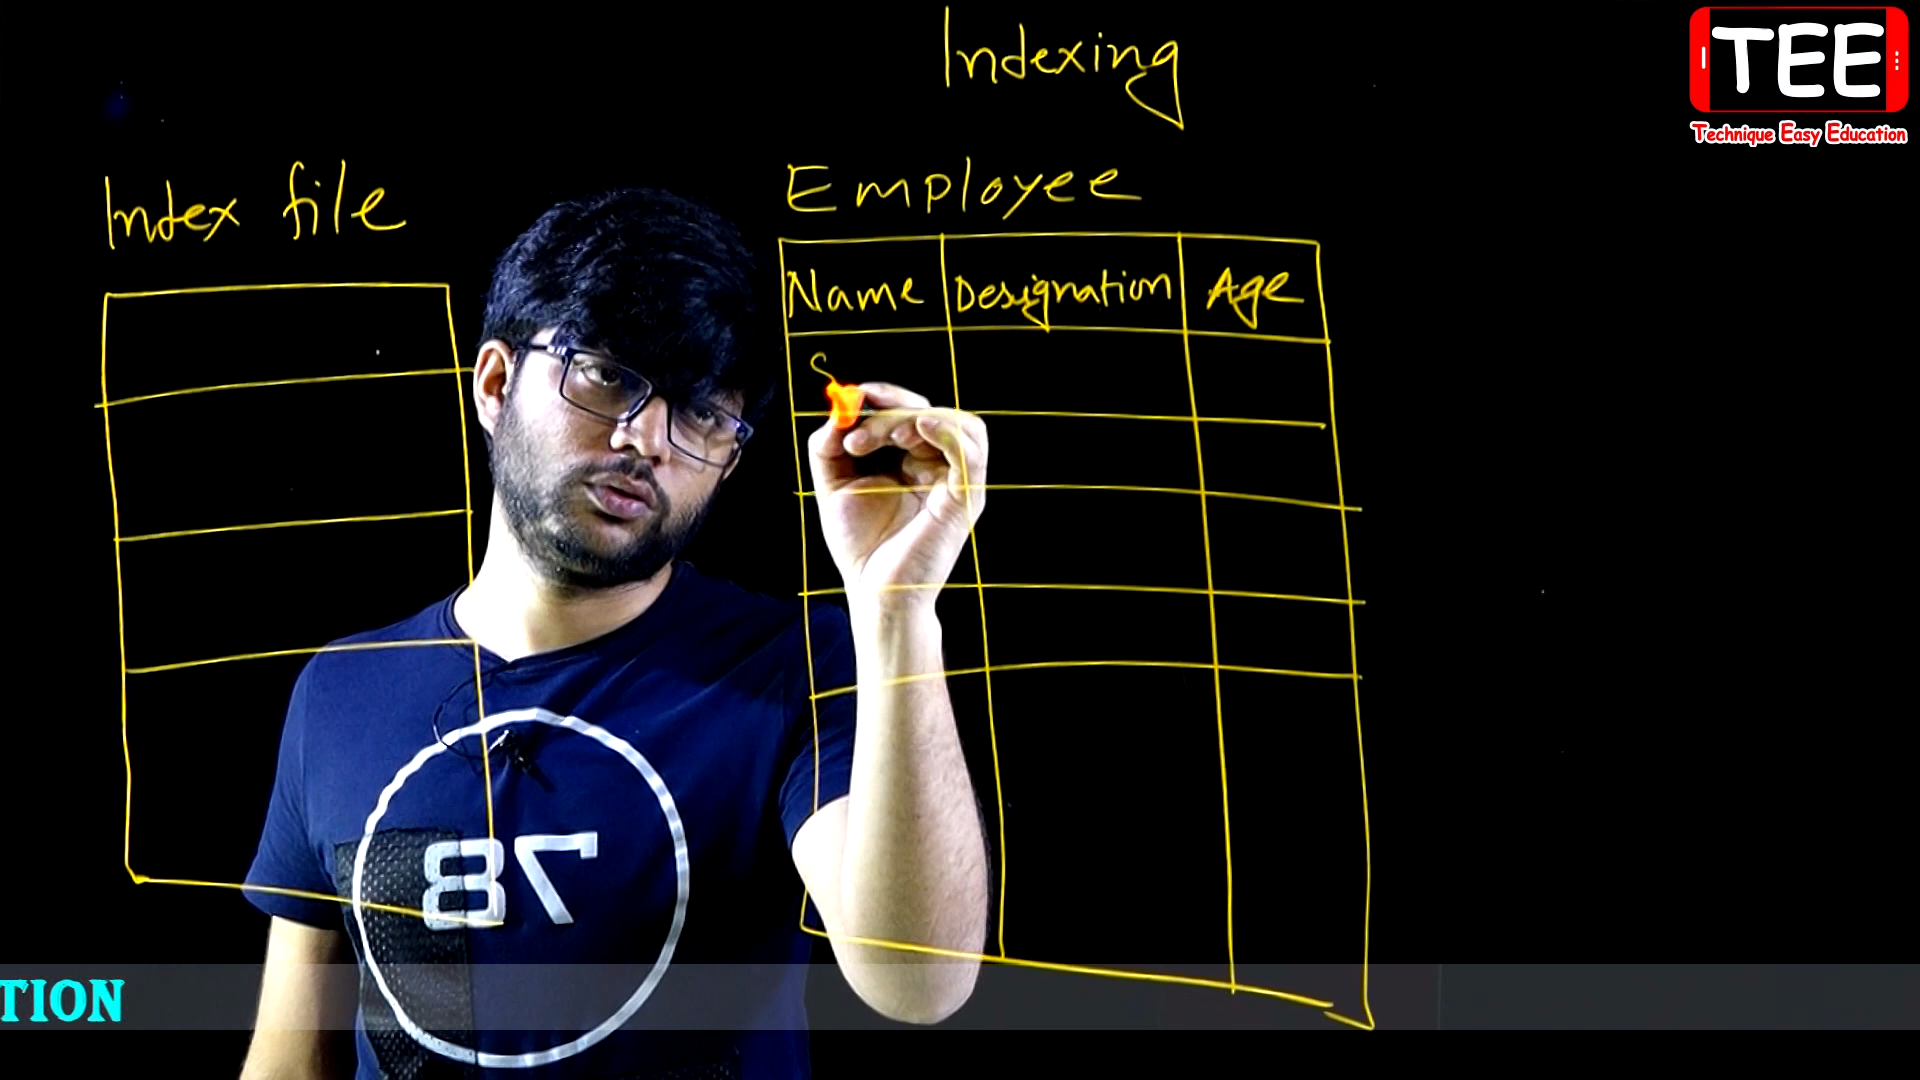 Indexing
TEE
Technique Easy Education
Index file
Employee
Name Designation Age
S
78
TION